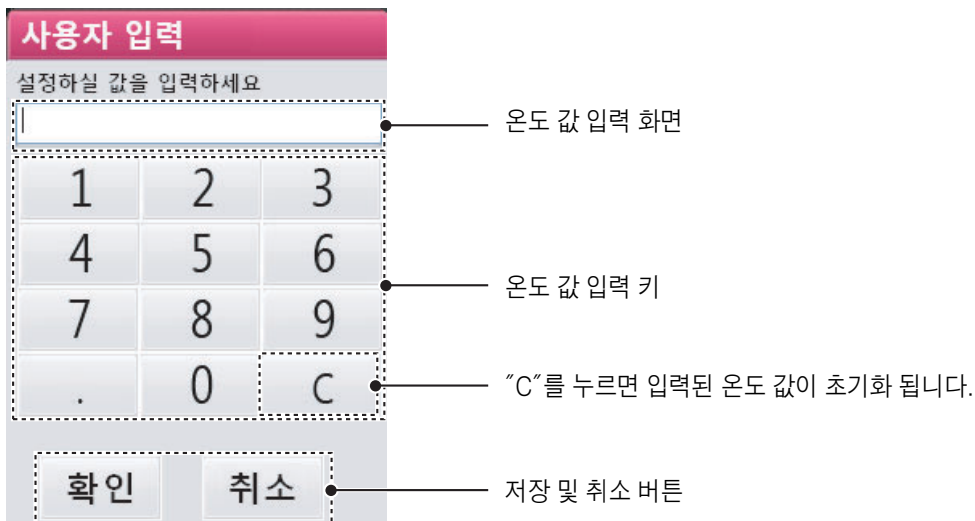 사용자 입력
설정하실 값을 입력하세요
온도 값 입력 화면
1 2 3
4 5 6
온도 값 입력 키
7 8 9
. 0 C
"C"를 누르면 입력된 온도 값이 초기화 됩니다.
확인 취소
저장 및 취소 버튼